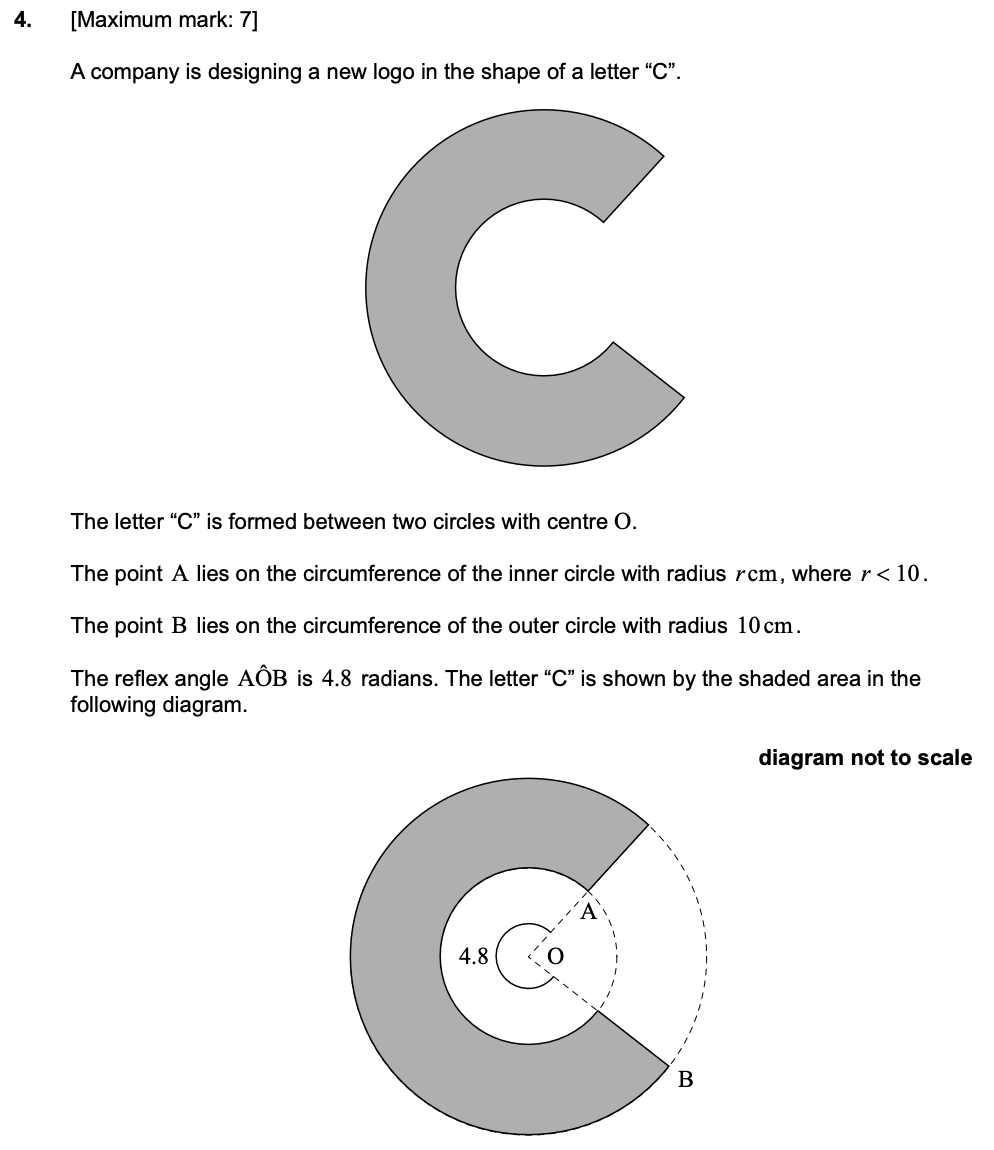 4. [Maximum mark: 7]
A company is designing a new logo in the shape of a letter “C”.
The letter “C” is formed between two circles with centre O.
The point A lies on the circumference of the inner circle with radius r cm, where r < 10.
The point B lies on the circumference of the outer circle with radius 10 cm.
The reflex angle AÔB is 4.8 radians. The letter “C” is shown by the shaded area in the
following diagram.
diagram not to scale
A
4.8 O
B